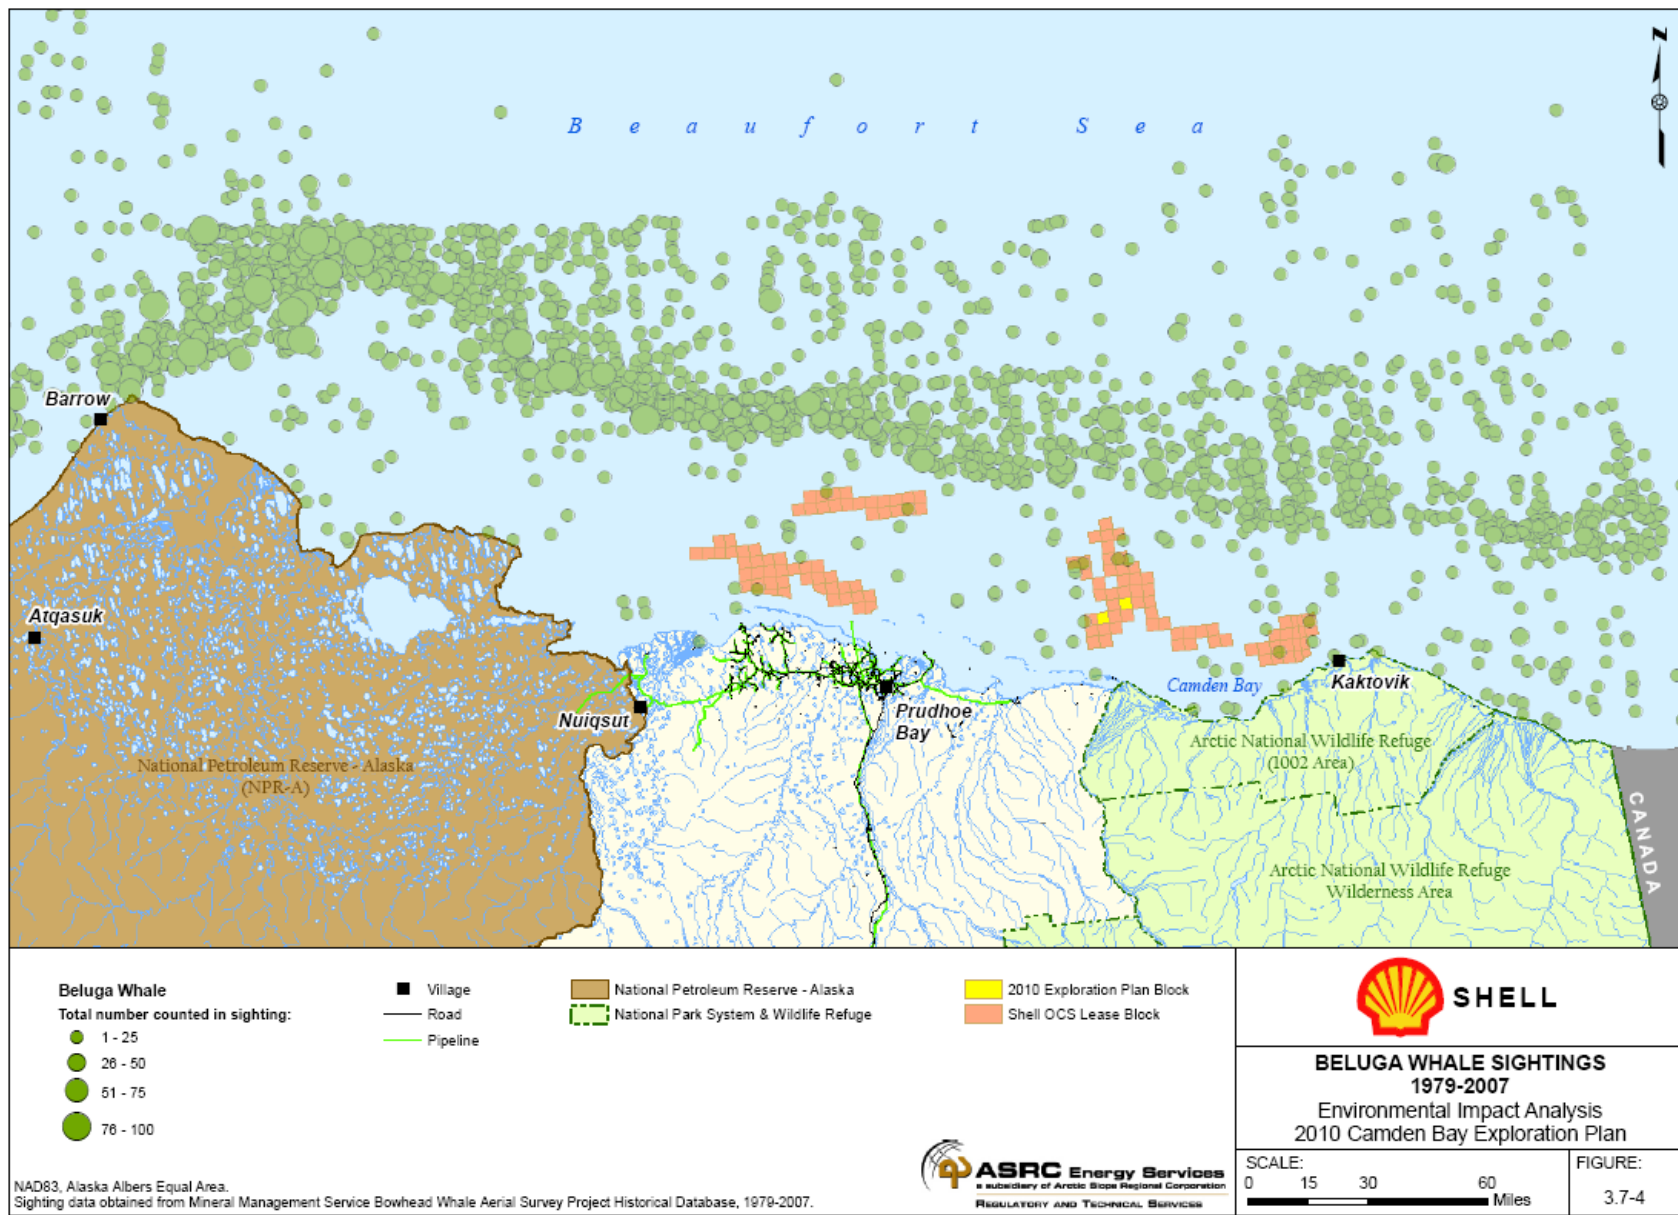 N
Beaufort Sea
Barrow
Atqasuk
Nuiqsut
Prudhoe
Bay
Camden Bay
Kaktovik
National Petroleum Reserve - Alaska
(NPR-A)
Arctic National Wildlife Refuge
(1002 Area)
Arctic National Wildlife Refuge
Wilderness Area
CANADA
Beluga Whale
Total number counted in sighting:
1 - 25
26 - 50
51 - 75
76 - 100
Village
Road
Pipeline
National Petroleum Reserve - Alaska
National Park System & Wildlife Refuge
2010 Exploration Plan Block
Shell OCS Lease Block
NAD83, Alaska Albers Equal Area.
Sighting data obtained from Mineral Management Service Bowhead Whale Aerial Survey Project Historical Database, 1979-2007.
ASRC Energy Services
a subsidiary of Arctic Slope Regional Corporation
REGULATORY AND TECHNICAL SERVICES
SHELL
BELUGA WHALE SIGHTINGS
1979-2007
Environmental Impact Analysis
2010 Camden Bay Exploration Plan
SCALE:
0 15 30 60
Miles
FIGURE:
3.7-4